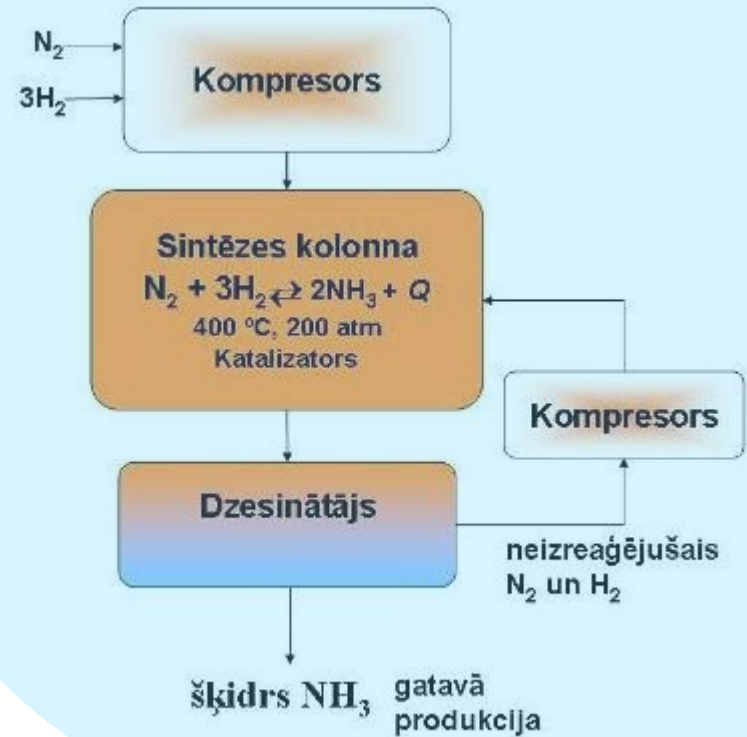 N₂
Kompresors
3H₂
Sintēzes kolonna
N₂ + 3H₂ ⇄ 2NH₃ + Q
400 ºC, 200 atm
Katalizators
Kompresors
Dzesinātājs
neizreaģējušais
N₂ un H₂
šķidrs NH₃
gatavā
produkcija